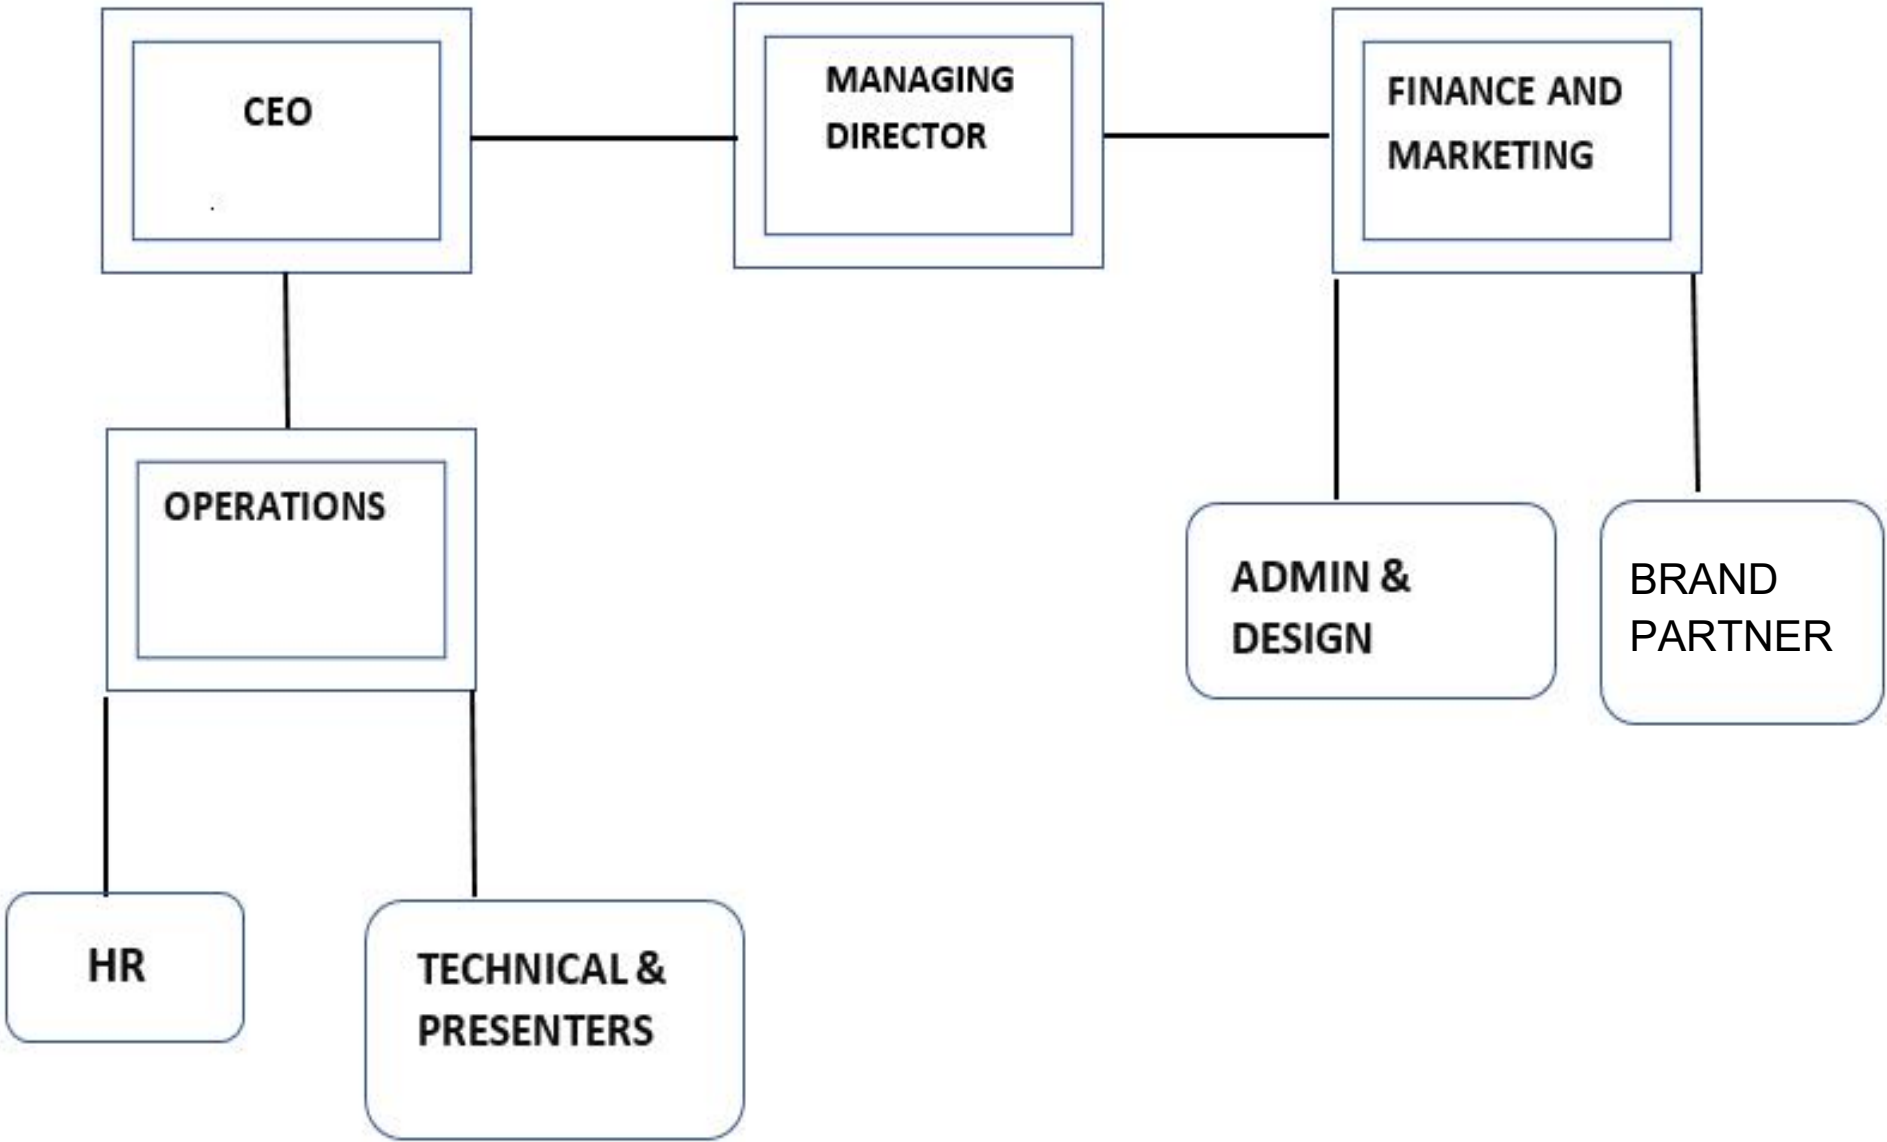 CEO
MANAGING
DIRECTOR
FINANCE AND
MARKETING
OPERATIONS
ADMIN &
DESIGN
BRAND
PARTNER
HR
TECHNICAL &
PRESENTERS